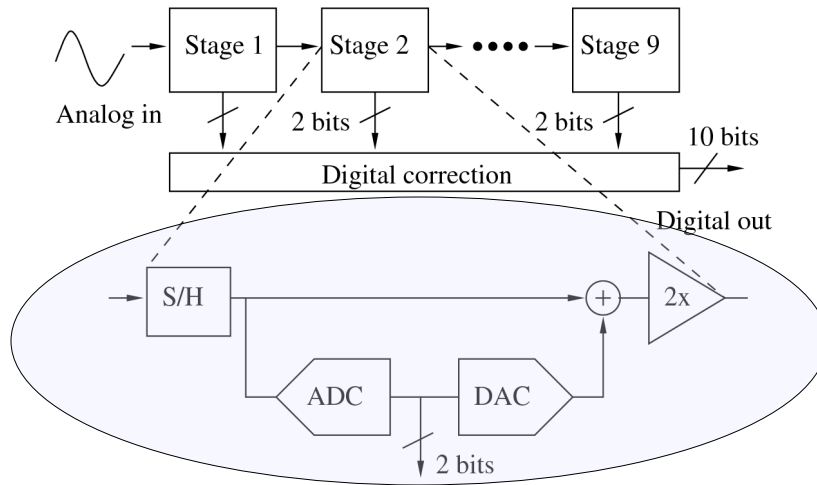 Stage 1
Stage 2
Stage 9
Analog in
2 bits
2 bits
10 bits
Digital correction
Digital out
S/H
+
2x
ADC
DAC
2 bits